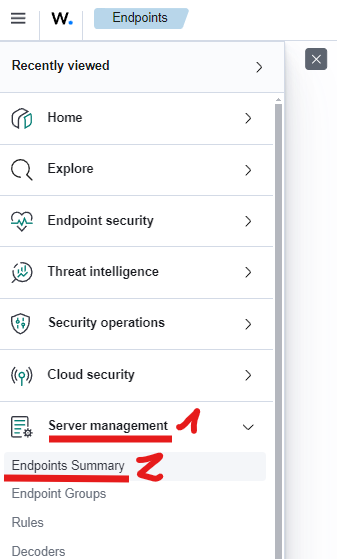 W. Endpoints
Recently viewed
Home
Explore
Endpoint security
Threat intelligence
Security operations
Cloud security
Server management 1
Endpoints Summary 2
Endpoint Groups
Rules
Decoders